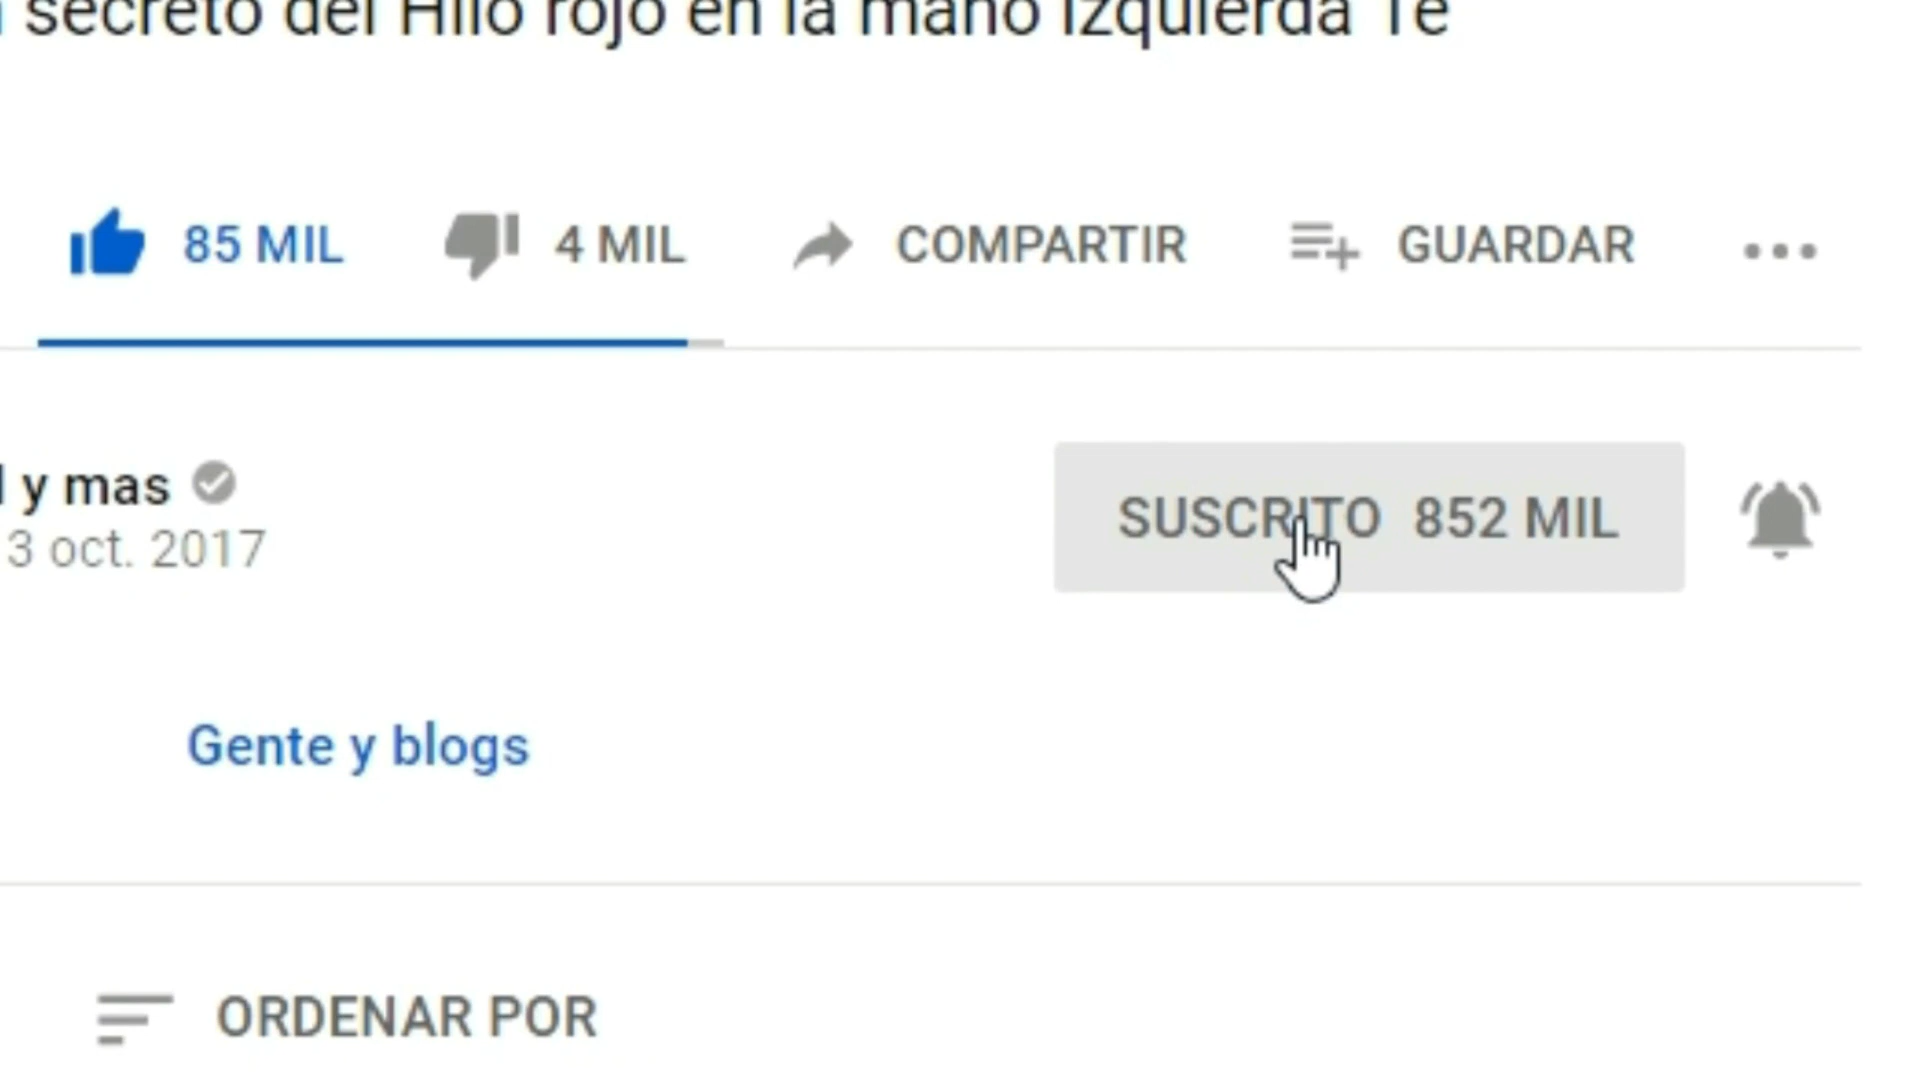 secreto del Hilo rojo en la mano izquierda Te
85 MIL 4 MIL COMPARTIR GUARDAR
y mas
SUSCRITO 852 MIL
3 oct. 2017
Gente y blogs
ORDENAR POR